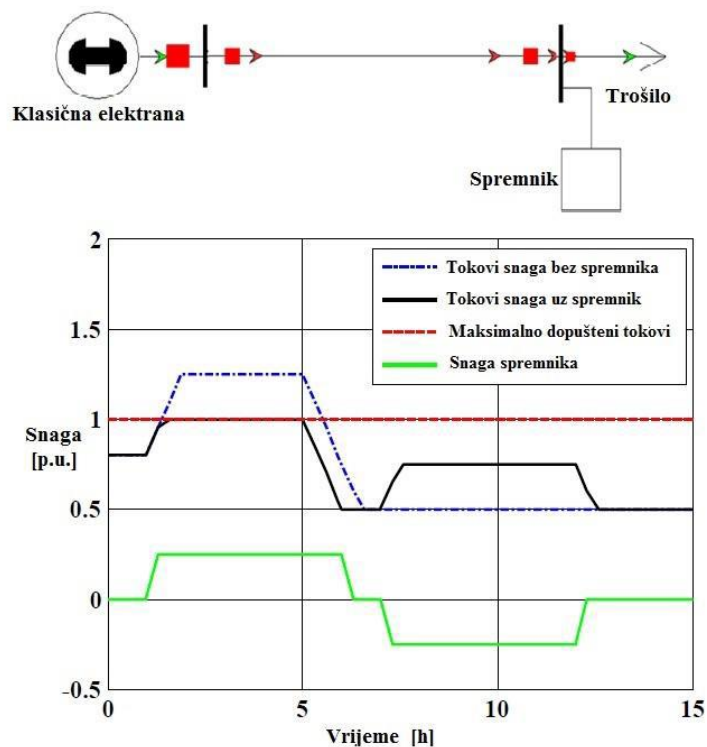 Klasična elektrana
Trošilo
Spremnik
2
1.5
1
0.5
0
-0.5
Snaga
[p.u.]
Tokovi snaga bez spremnika
Tokovi snaga uz spremnik
Maksimalno dopušteni tokovi
Snaga spremnika
0
5
10
15
Vrijeme [h]